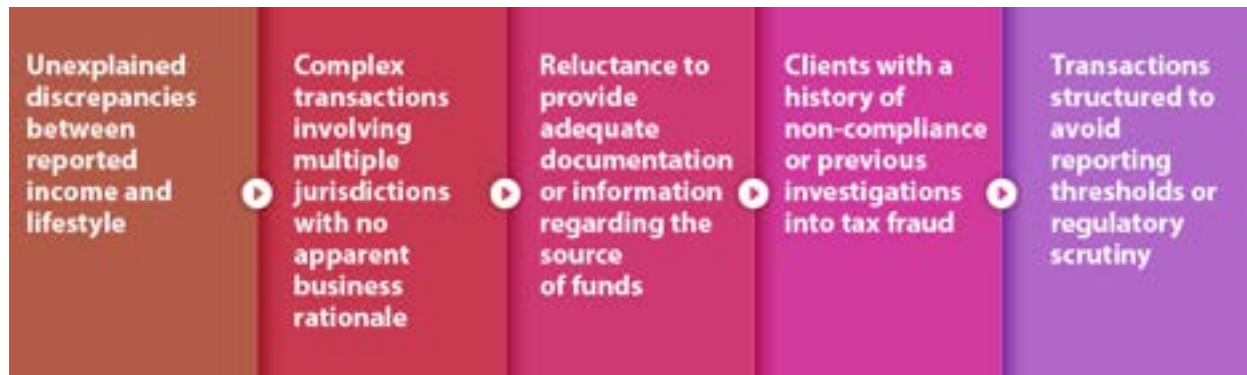 Unexplained
discrepancies
between
reported
income and
lifestyle
Complex
transactions
involving
multiple
jurisdictions
with no
apparent
business
rationale
Reluctance to
provide
adequate
documentation
or information
regarding the
source
of funds
Clients with a
history of
non-compliance
or previous
investigations
into tax fraud
Transactions
structured to
avoid
reporting
thresholds or
regulatory
scrutiny